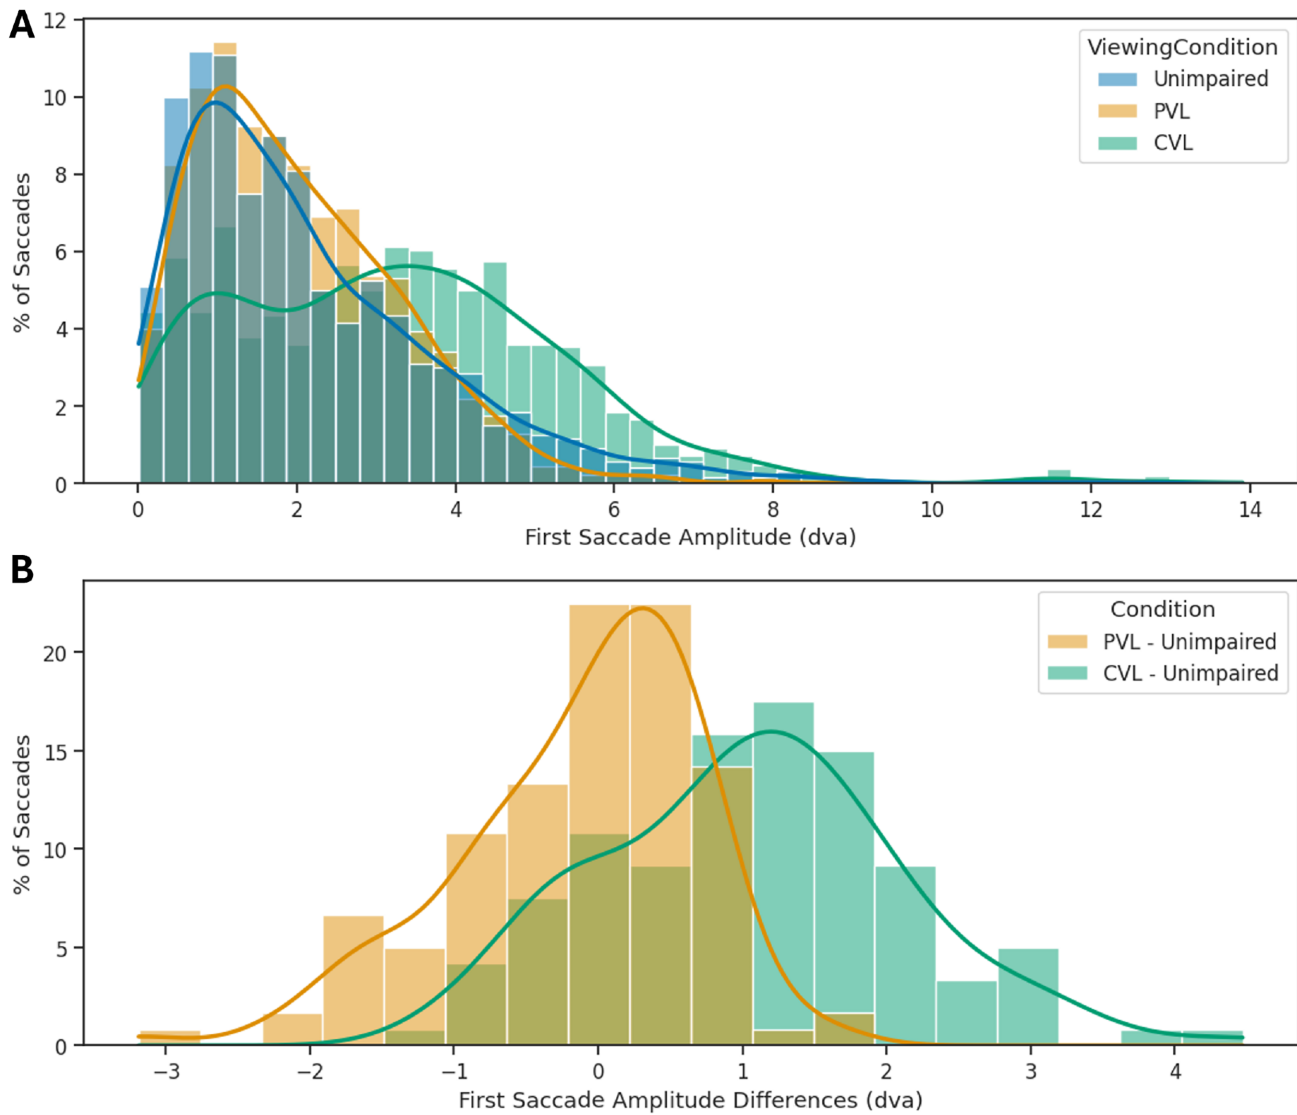 A
12
10
8
6
4
2
0
% of Saccades
ViewingCondition
Unimpaired
PVL
CVL
0 2 4 6 8 10 12 14
First Saccade Amplitude (dva)
B
20
15
10
5
0
% of Saccades
Condition
PVL - Unimpaired
CVL - Unimpaired
−3 −2 −1 0 1 2 3 4
First Saccade Amplitude Differences (dva)